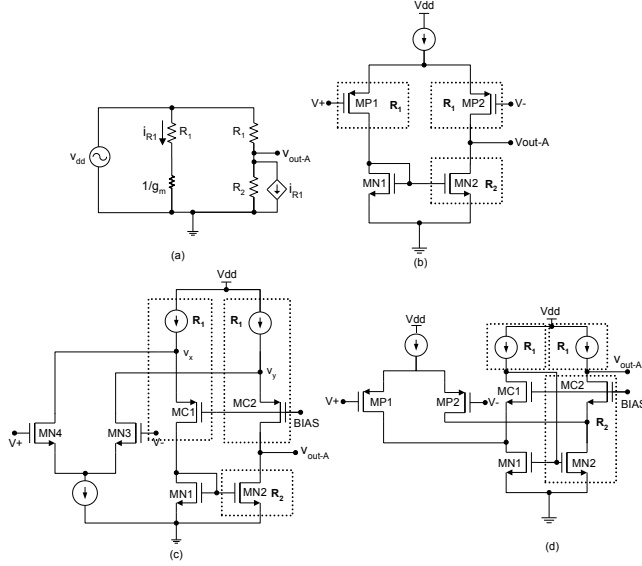 Vdd
V+
MP1
R1
R1
MP2
V-
Vout-A
MN1
MN2
R2
(b)
vdd
iR1
R1
R1
vout-A
1/gm
R2
iR1
(a)
Vdd
R1
R1
vx
vy
MC1
MC2
BIAS
V+
MN4
MN3
V-
vout-A
MN1
MN2
R2
(c)
Vdd
Vdd
R1
R1
vout-A
MC1
MC2
BIAS
V+
MP1
MP2
V-
R2
MN1
MN2
(d)